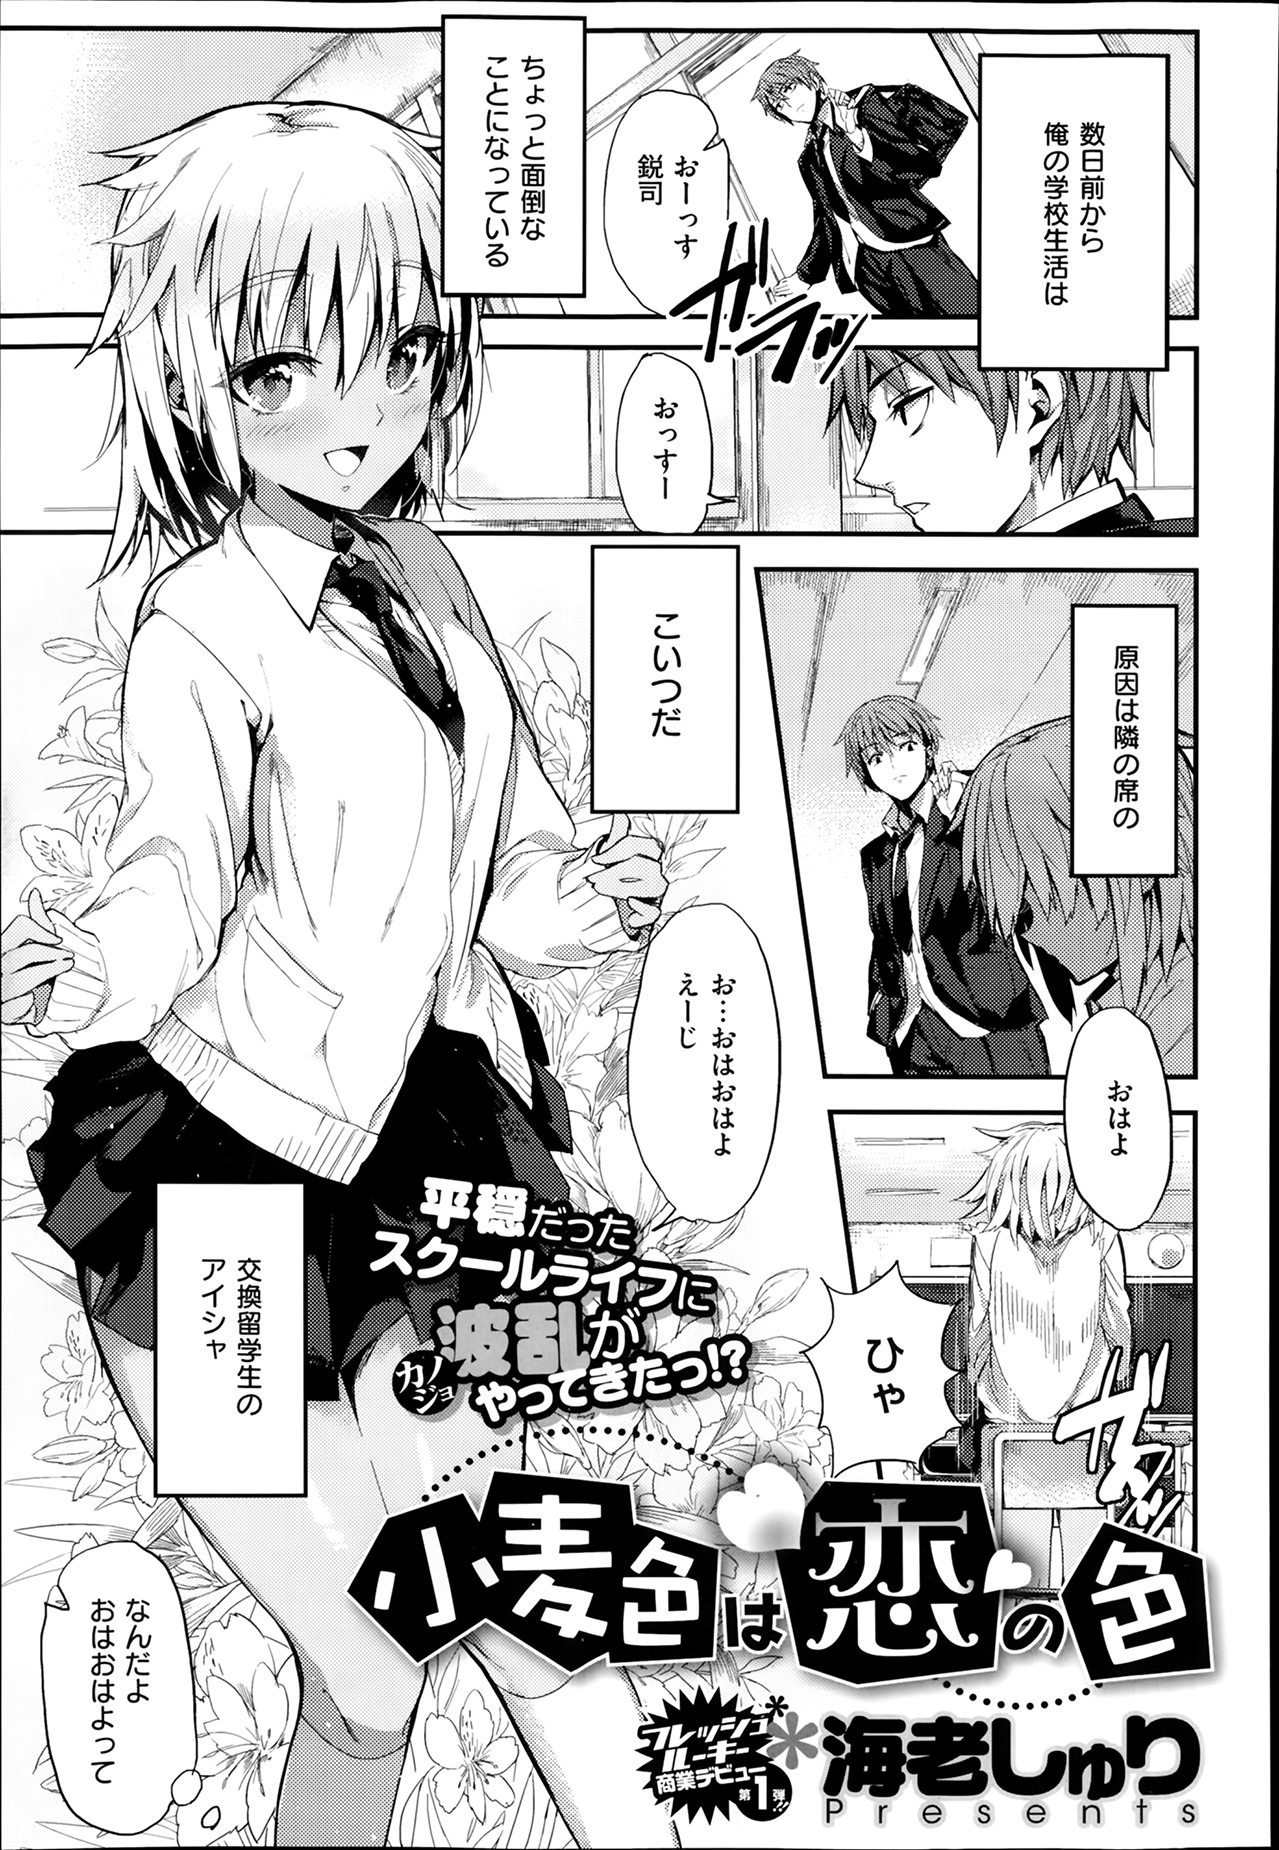 数日前から
俺の学校生活は
おーっす
鋭司
ガラッ
ちょっと面倒な
ことになっている
おっすー
原因は隣の席の
こいつだ
おはよ
ひゃ
お…おはおはよ
えーじ
交換留学生の
アイシャ
なんだよ
おはおはよって
平穏だった
スクールライフに
波乱が
カノジョ
やってきたっ!?
小麦色は恋の色
フレッシュ
ルーキー
商業デビュー
第1弾!!
海老しゅり
Presents